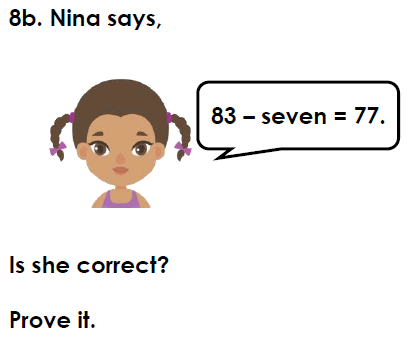 8b. Nina says,
83 – seven = 77.
Is she correct?
Prove it.